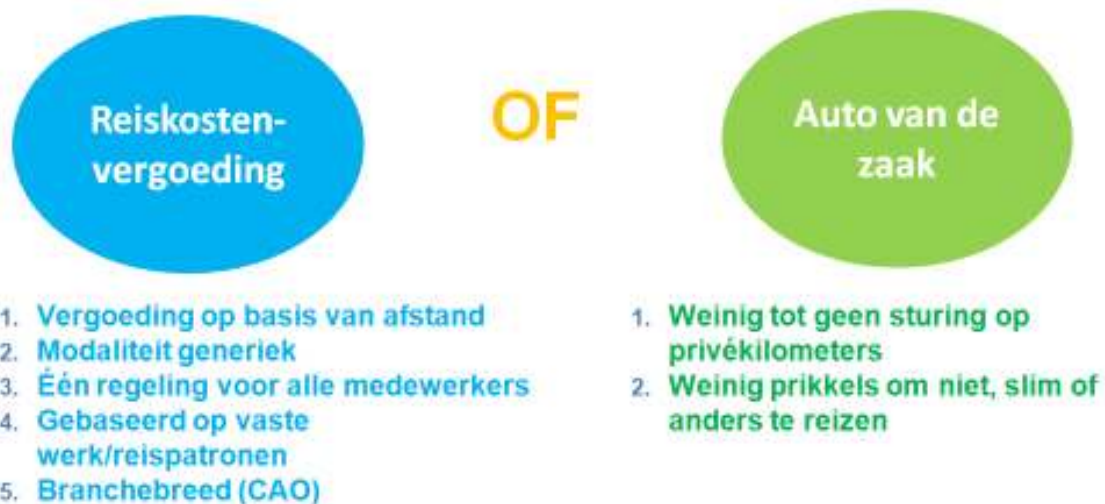 Reiskosten-
vergoeding
OF
Auto van de
zaak
1. Vergoeding op basis van afstand
2. Modaliteit generiek
3. Één regeling voor alle medewerkers
4. Gebaseerd op vaste
werk/reispatronen
5. Branchebreed (CAO)
1. Weinig tot geen sturing op
privékilometers
2. Weinig prikkels om niet, slim of
anders te reizen